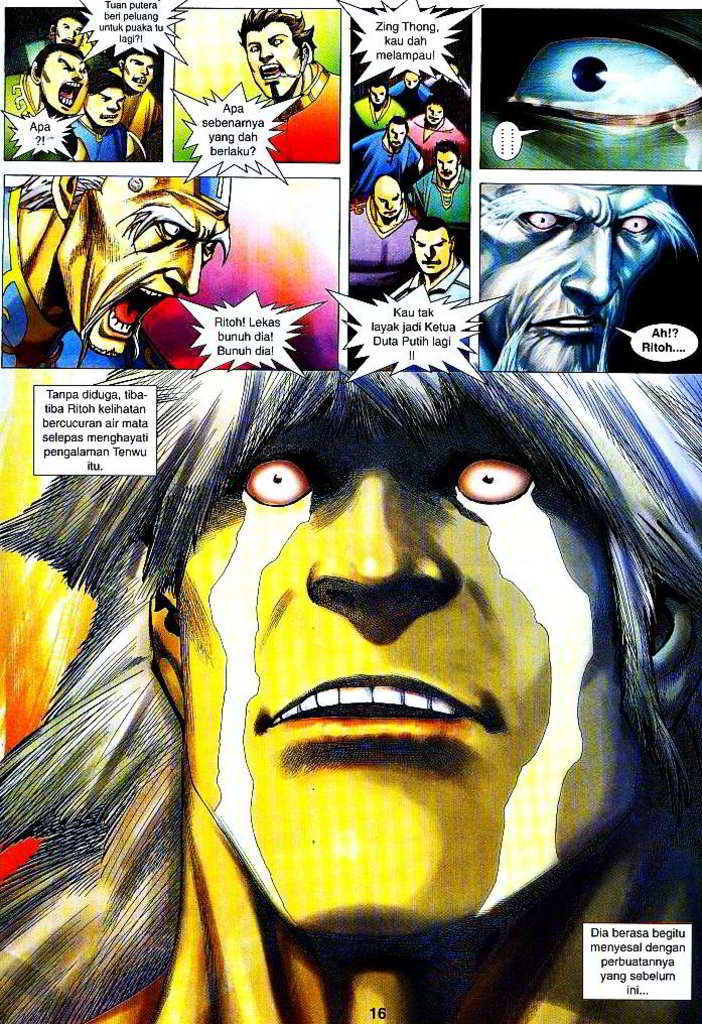 Tuan putera
beri peluang
untuk puaka tu
lagi?!
Apa
?!
Apa
sebenarnya
yang dah
berlaku?
Zing Thong,
kau dah
melampau!
Kau tak
layak jadi Ketua
Duta Putih lagi
!!
Ritoh! Lekas
bunuh dia!
Bunuh dia!
Ah!?
Ritoh....
Tanpa diduga, tiba-
tiba Ritoh kelihatan
bercucuran air mata
selepas menghayati
pengalaman Tenwu
itu.
Dia berasa begitu
menyesal dengan
perbuatannya
yang sebelum
ini...
16